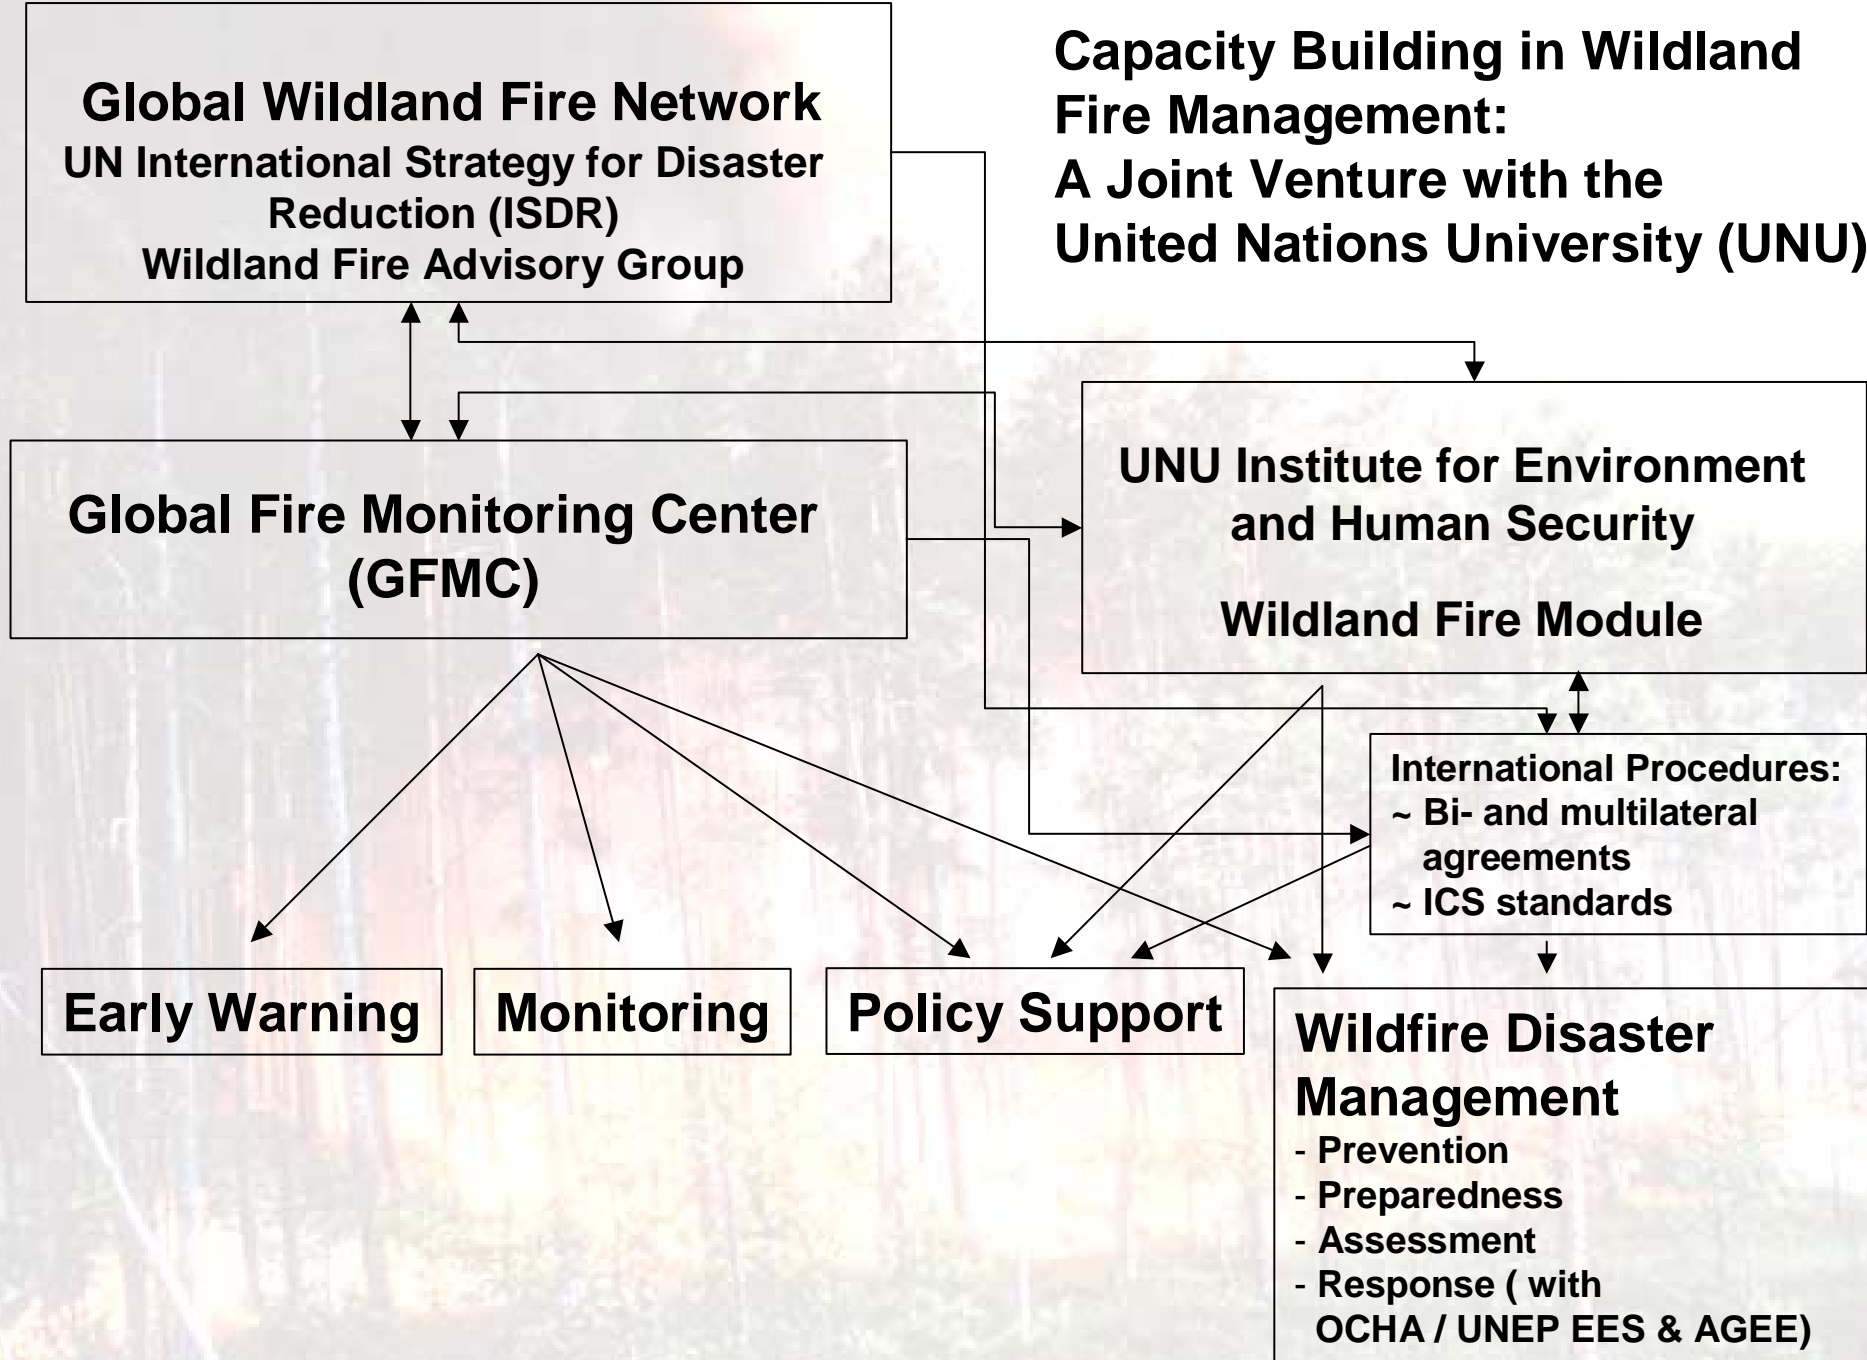 Global Wildland Fire Network
UN International Strategy for Disaster
Reduction (ISDR)
Wildland Fire Advisory Group
Capacity Building in Wildland
Fire Management:
A Joint Venture with the
United Nations University (UNU)
Global Fire Monitoring Center
(GFMC)
UNU Institute for Environment
and Human Security
Wildland Fire Module
International Procedures:
~ Bi- and multilateral
agreements
~ ICS standards
Early Warning
Monitoring
Policy Support
Wildfire Disaster
Management
- Prevention
- Preparedness
- Assessment
- Response ( with
OCHA / UNEP EES & AGEE)